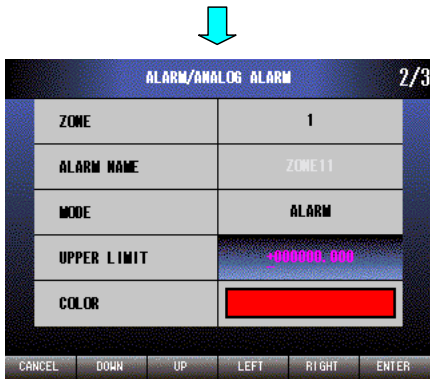 ALARM/ANALOG ALARM 2/3
ZONE 1
ALARM NAME ZONE11
MODE ALARM
UPPER LIMIT +000000.000
COLOR
CANCEL DOWN UP LEFT RIGHT ENTER